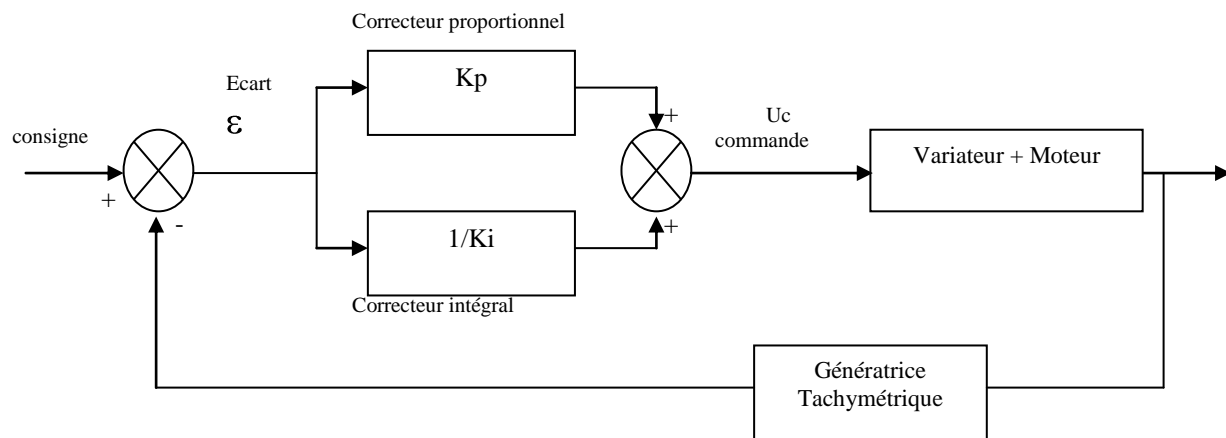 Correcteur proportionnel
Kp
Ecart
ε
consigne
+
-
+
+
Uc
commande
Variateur + Moteur
1/Ki
Correcteur intégral
Génératrice
Tachymétrique